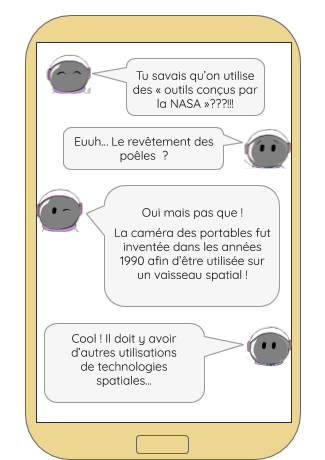 Tu savais qu'on utilise
des « outils conçus par
la NASA »???!!!
Euuh... Le revêtement des
poêles ?
Oui mais pas que !
La caméra des portables fut
inventée dans les années
1990 afin d'être utilisée sur
un vaisseau spatial !
Cool ! Il doit y avoir
d'autres utilisations
de technologies
spatiales...